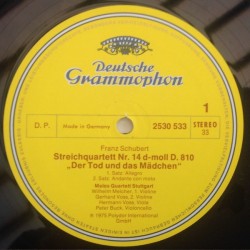 Deutsche
Grammophon
1
D. P.
Made in Germany
2530 533
STEREO
33
Franz Schubert
Streichquartett Nr. 14 d-moll D. 810
„Der Tod und das Mädchen“
1. Satz: Allegro
2. Satz: Andante con moto
Melos Quartett Stuttgart
Wilhelm Melcher, 1. Violine
Gerhard Voss, 2. Violine
Hermann Voss, Viola
Peter Buck, Violoncello
℗ 1975 Polydor International
GmbH